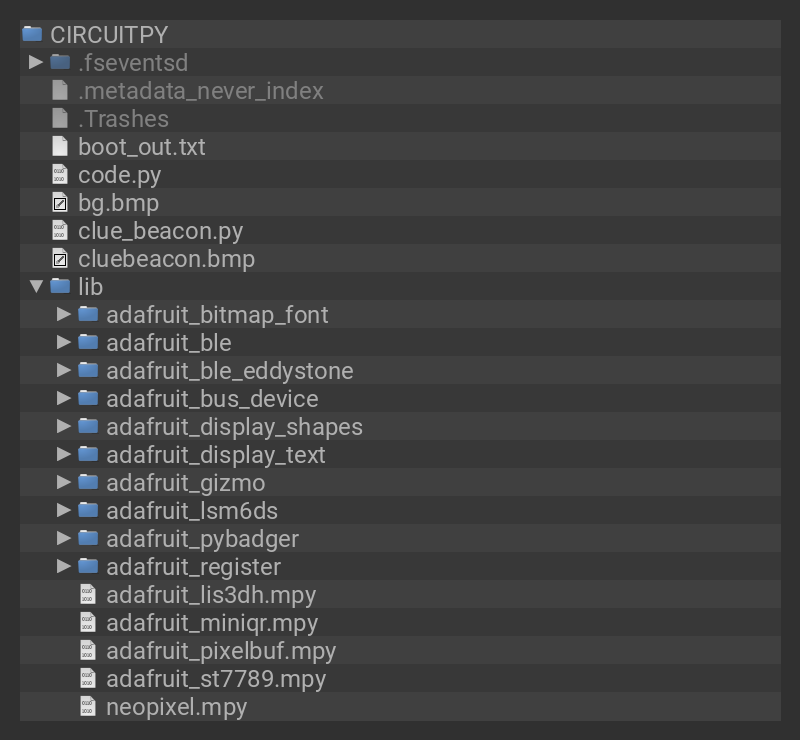 CIRCUITPY
.fseventsd
.metadata_never_index
.Trashes
boot_out.txt
code.py
bg.bmp
clue_beacon.py
cluebeacon.bmp
lib
adafruit_bitmap_font
adafruit_ble
adafruit_ble_eddystone
adafruit_bus_device
adafruit_display_shapes
adafruit_display_text
adafruit_gizmo
adafruit_lsm6ds
adafruit_pybadger
adafruit_register
adafruit_lis3dh.mpy
adafruit_miniqr.mpy
adafruit_pixelbuf.mpy
adafruit_st7789.mpy
neopixel.mpy